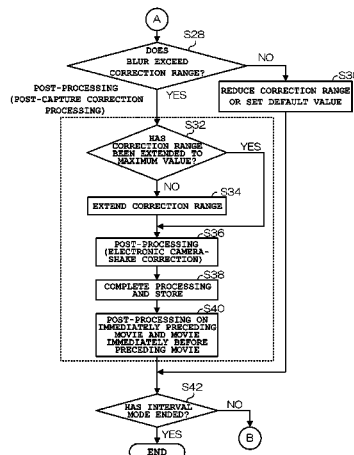 A
S28
DOES
BLUR EXCEED
CORRECTION RANGE?
NO
POST-PROCESSING
(POST-CAPTURE CORRECTION
PROCESSING)
YES
REDUCE CORRECTION RANGE
OR SET DEFAULT VALUE
S32
HAS
CORRECTION RANGE
BEEN EXTENDED TO
MAXIMUM VALUE?
YES
NO
S34
EXTEND CORRECTION RANGE
S36
POST-PROCESSING
(ELECTRONIC CAMERA-
SHAKE CORRECTION)
S38
COMPLETE PROCESSING
AND STORE
S40
POST-PROCESSING ON
IMMEDIATELY PRECEDING
MOVIE AND MOVIE
IMMEDIATELY BEFORE
PRECEDING MOVIE
S42
HAS INTERVAL
MODE ENDED?
NO
YES
B
END